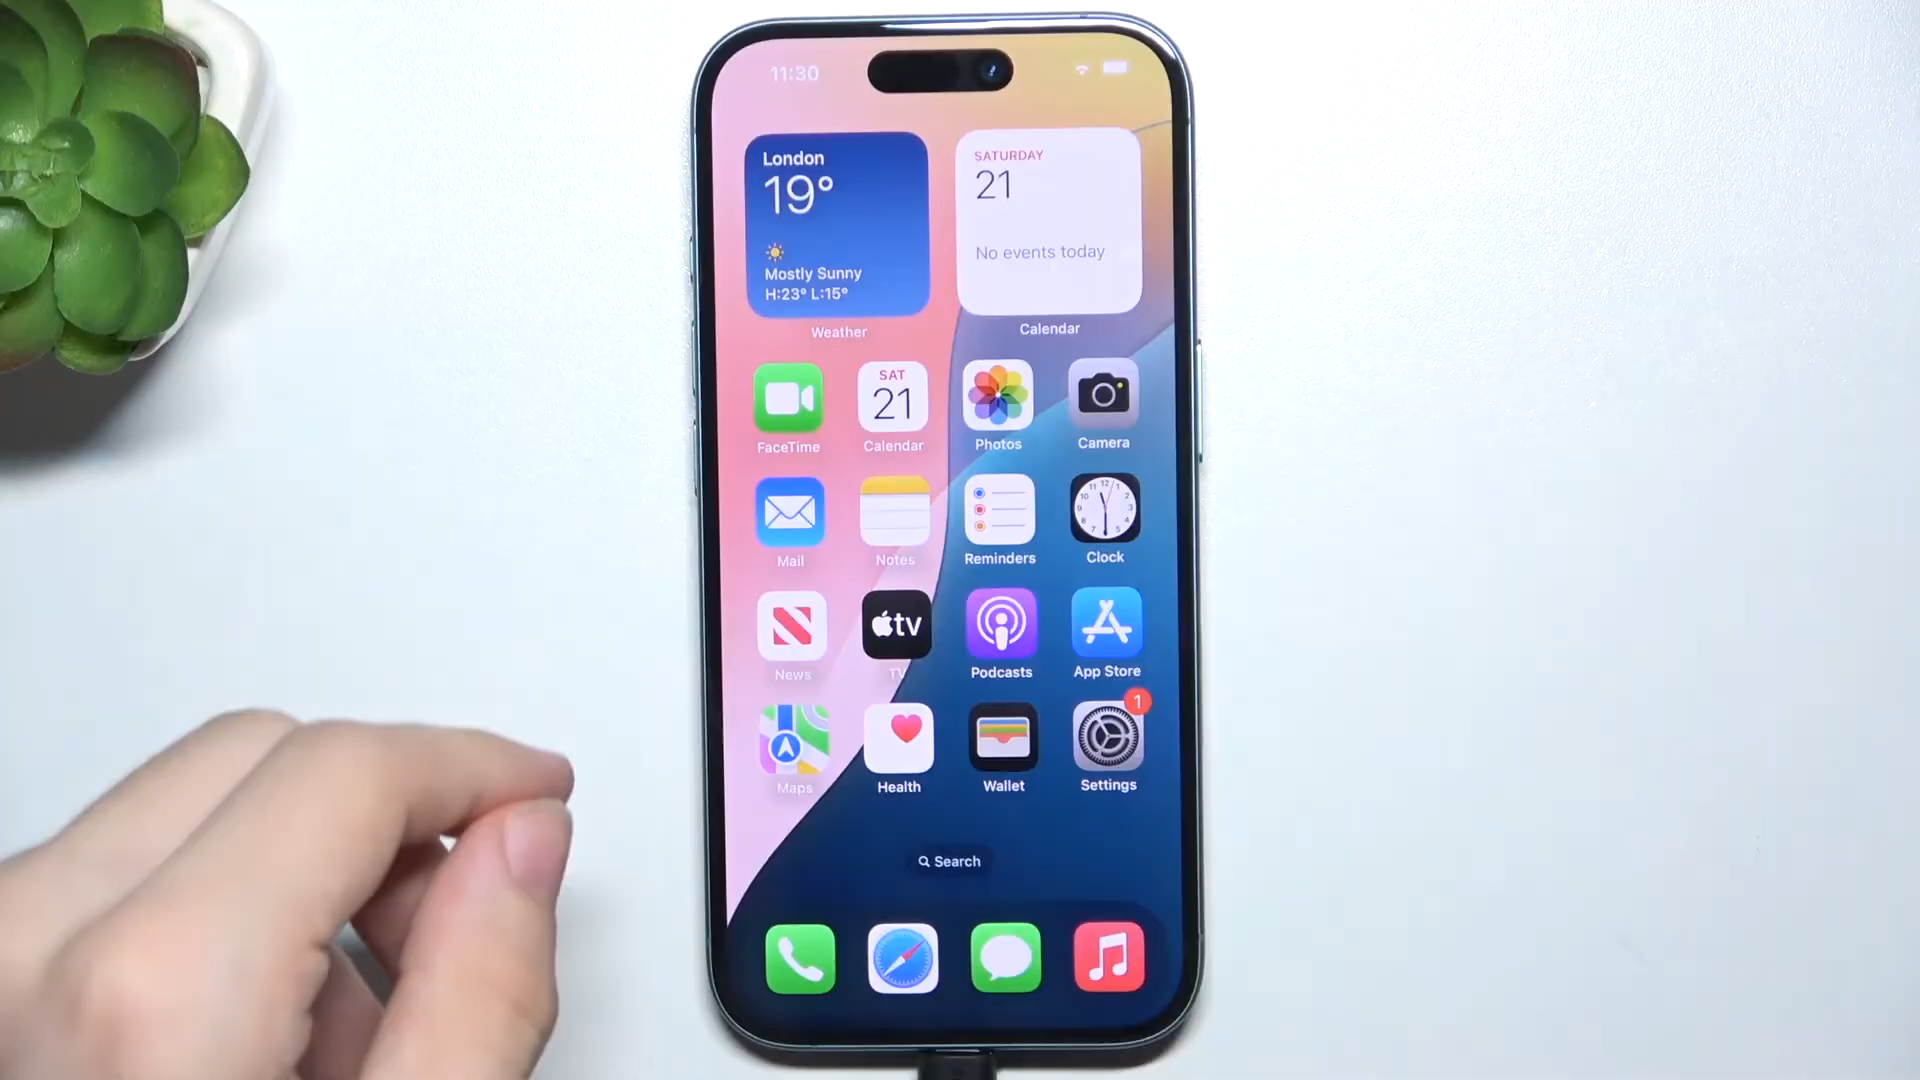 11:30
London
19°
Mostly Sunny
H:23° L:15°
Weather
SATURDAY
21
No events today
Calendar
SAT
21
FaceTime
Calendar
Photos
Camera
Mail
Notes
Reminders
Clock
tv
News
TV
Podcasts
App Store
1
Maps
Health
Wallet
Settings
Search